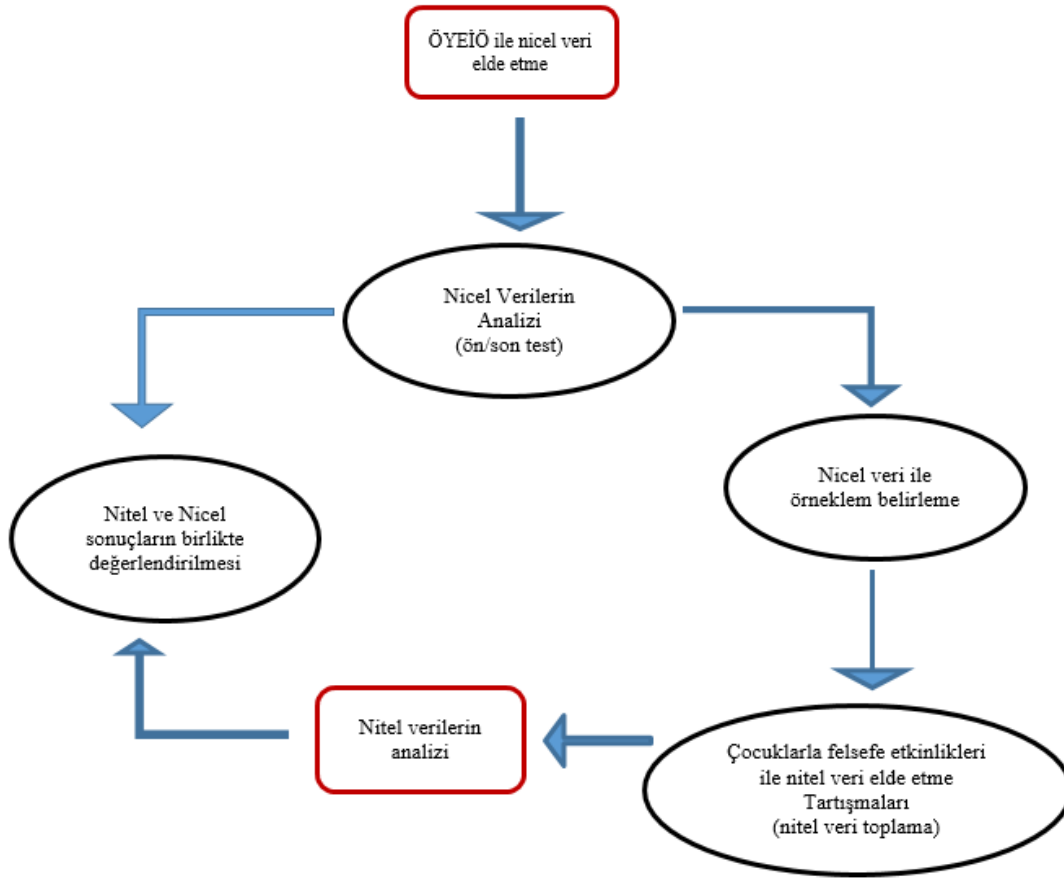 ÖYEİÖ ile nicel veri
elde etme
Nicel Verilerin
Analizi
(ön/son test)
Nicel veri ile
örneklem belirleme
Nitel ve Nicel
sonuçların birlikte
değerlendirilmesi
Nitel verilerin
analizi
Çocuklarla felsefe etkinlikleri
ile nitel veri elde etme
Tartışmaları
(nitel veri toplama)